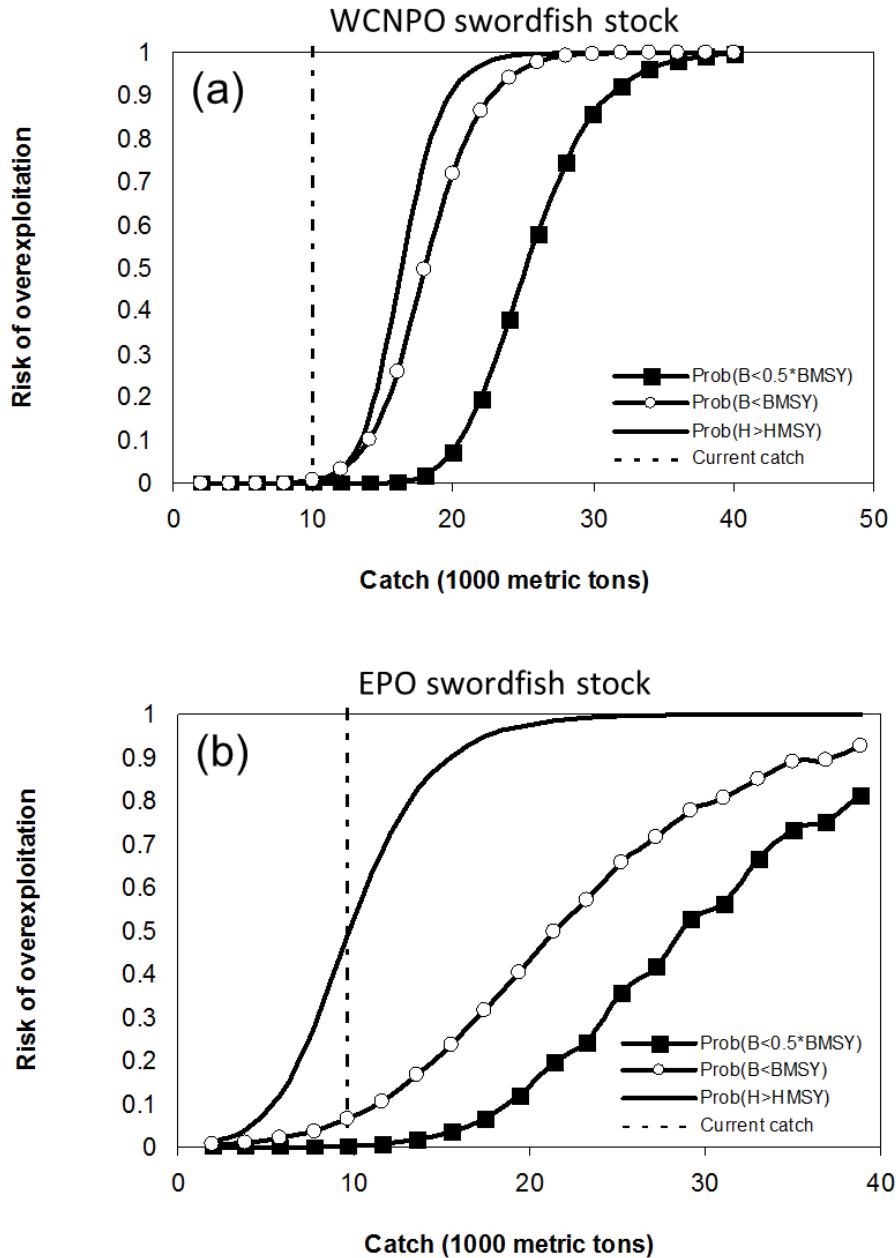 WCNPO swordfish stock
(a)
1
0.9
0.8
0.7
0.6
0.5
0.4
0.3
0.2
0.1
0
Risk of overexploitation
Prob(B<0.5*BMSY)
Prob(B<BMSY)
Prob(H>HMSY)
Current catch
0 10 20 30 40 50
Catch (1000 metric tons)
EPO swordfish stock
(b)
1
0.9
0.8
0.7
0.6
0.5
0.4
0.3
0.2
0.1
0
Risk of overexploitation
Prob(B<0.5*BMSY)
Prob(B<BMSY)
Prob(H>HMSY)
Current catch
0 10 20 30 40
Catch (1000 metric tons)